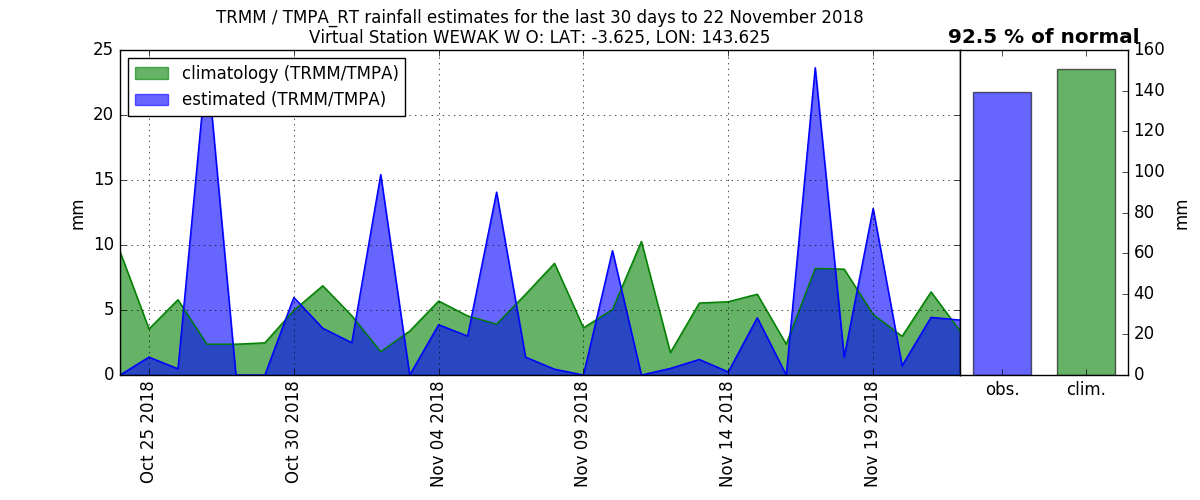 TRMM / TMPA_RT rainfall estimates for the last 30 days to 22 November 2018
Virtual Station WEWAK W O: LAT: -3.625, LON: 143.625
92.5 % of normal
climatology (TRMM/TMPA)
estimated (TRMM/TMPA)
25
20
15
10
5
0
mm
Oct 25 2018
Oct 30 2018
Nov 04 2018
Nov 09 2018
Nov 14 2018
Nov 19 2018
obs.
clim.
160
140
120
100
80
60
40
20
0
mm